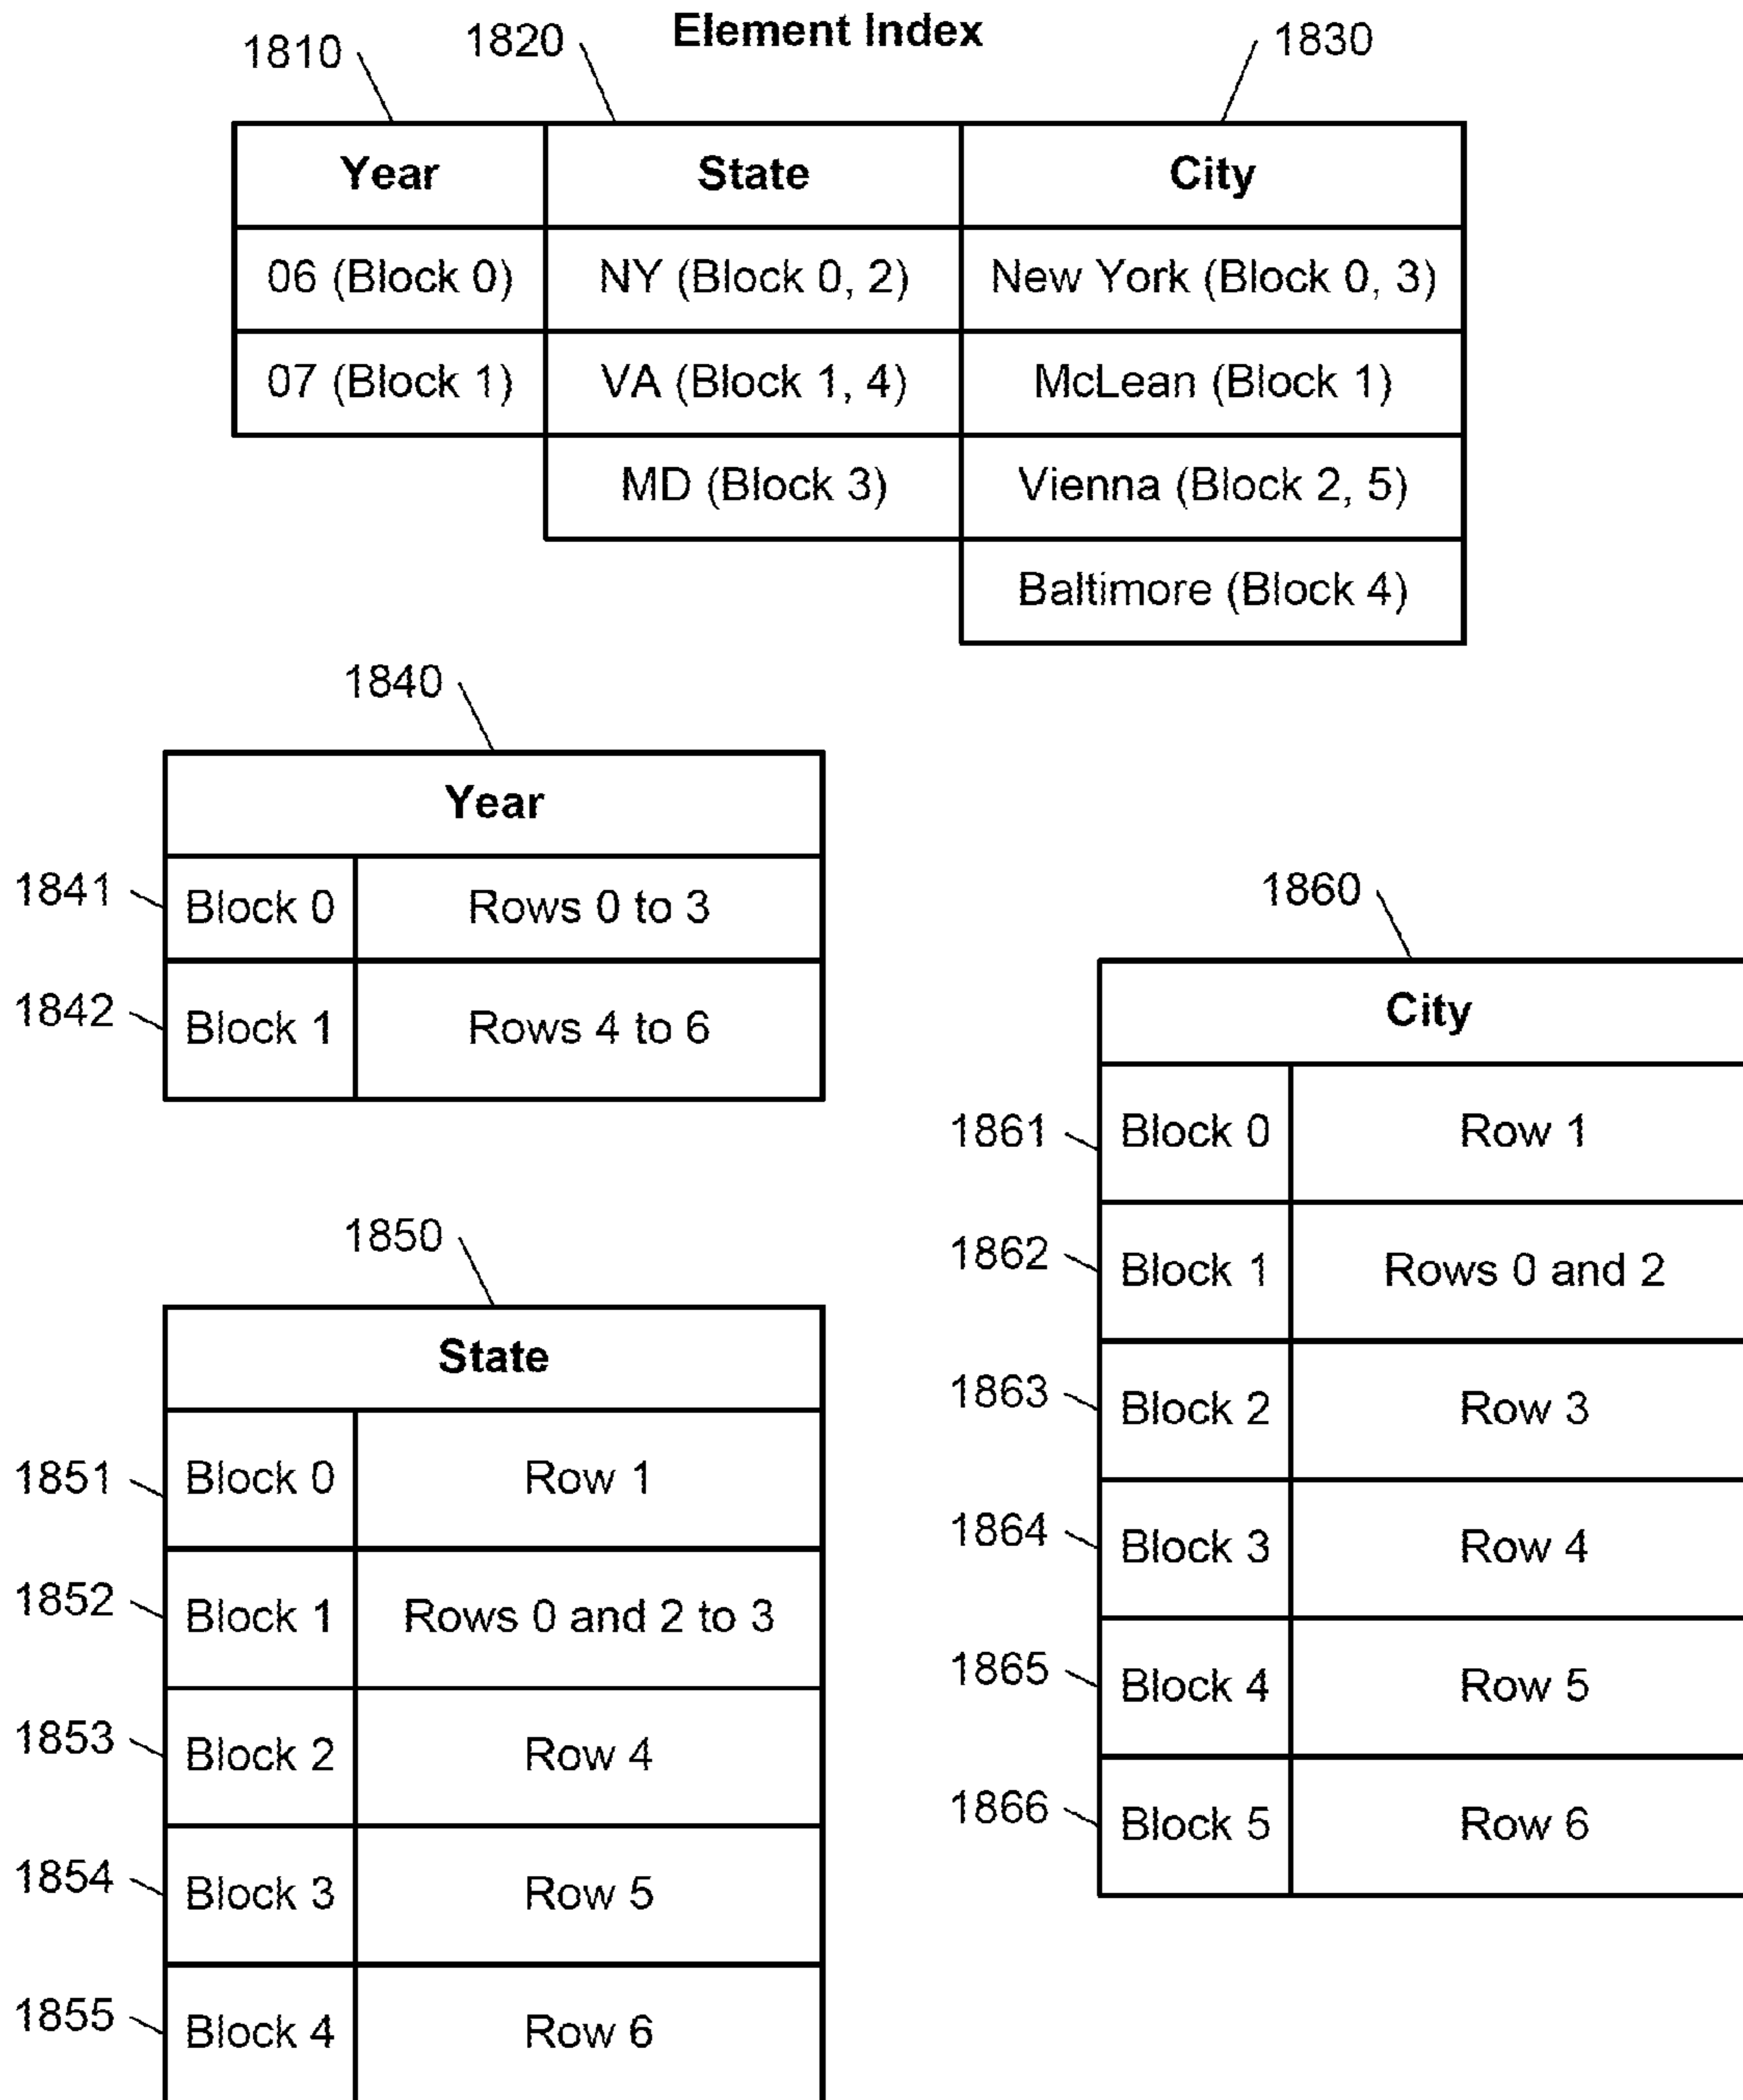 Element Index
1810 1820 1830
Year State City
06 (Block 0) NY (Block 0, 2) New York (Block 0, 3)
07 (Block 1) VA (Block 1, 4) McLean (Block 1)
MD (Block 3) Vienna (Block 2, 5)
Baltimore (Block 4)
1840
Year
1841 Block 0 Rows 0 to 3
1842 Block 1 Rows 4 to 6
1850
State
1851 Block 0 Row 1
1852 Block 1 Rows 0 and 2 to 3
1853 Block 2 Row 4
1854 Block 3 Row 5
1855 Block 4 Row 6
1860
City
1861 Block 0 Row 1
1862 Block 1 Rows 0 and 2
1863 Block 2 Row 3
1864 Block 3 Row 4
1865 Block 4 Row 5
1866 Block 5 Row 6